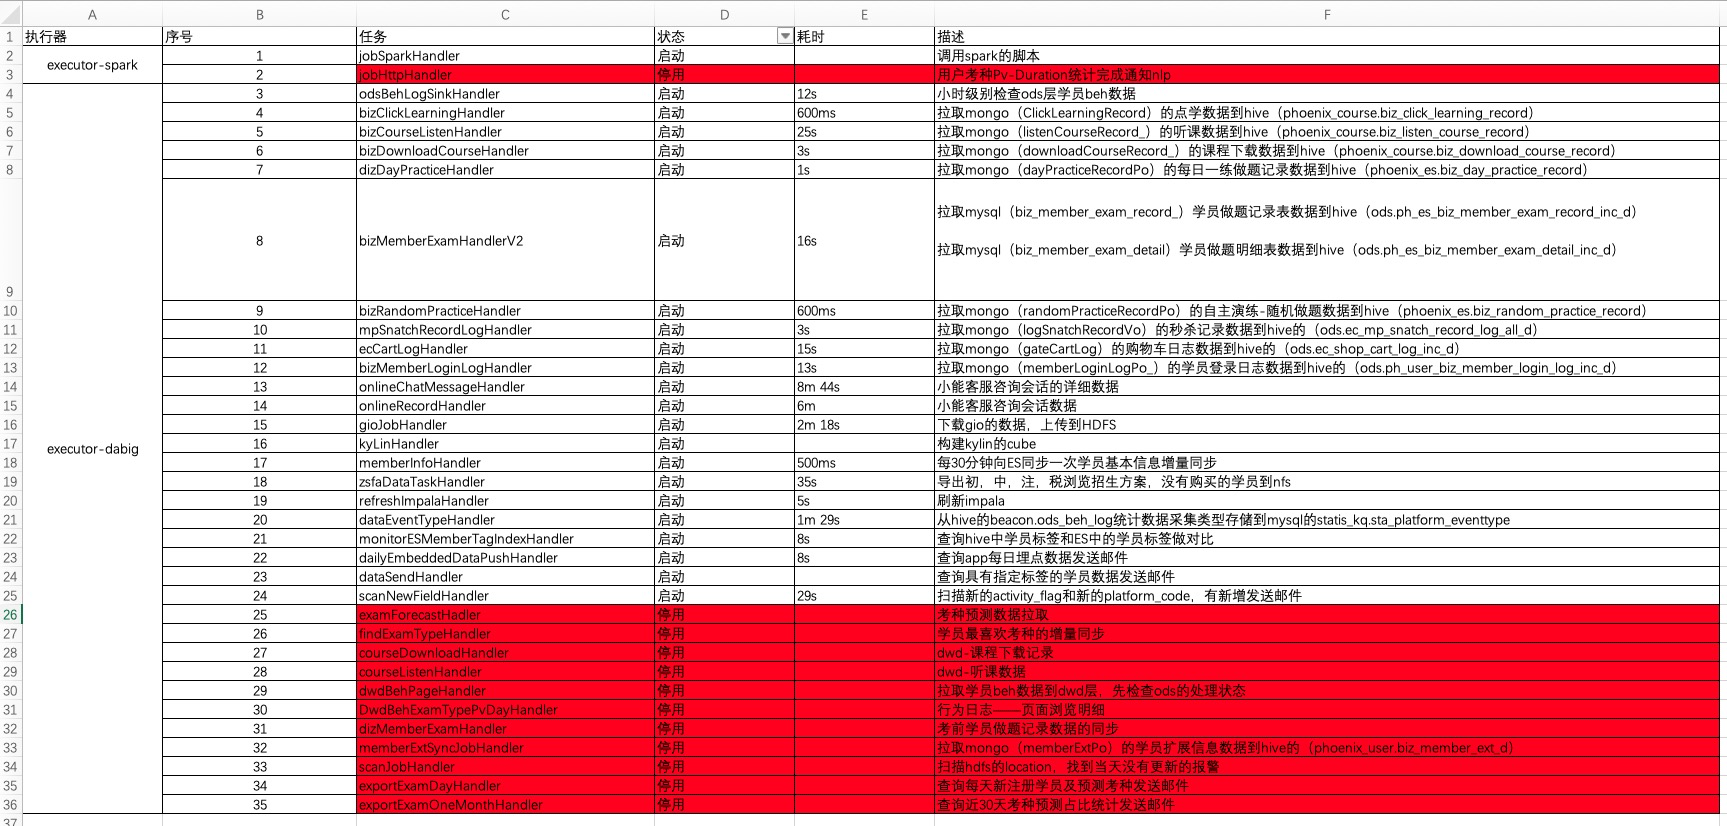 A B C D E F
1 执行器 序号 任务 状态 耗时 描述
2 executor-spark 1 jobSparkHandler 启动 调用spark的脚本
3 2 jobHttpHandler 停用 用户考种Pv-Duration统计完成通知nlp
4 3 odsBehLogSinkHandler 启动 12s 小时级别检查ods层学员beh数据
5 4 bizClickLearningHandler 启动 600ms 拉取mongo（ClickLearningRecord）的点学数据到hive（phoenix_course.biz_click_learning_record）
6 5 bizCourseListenHandler 启动 25s 拉取mongo（listenCourseRecord_）的听课数据到hive（phoenix_course.biz_listen_course_record）
7 6 bizDownloadCourseHandler 启动 3s 拉取mongo（downloadCourseRecord_）的课程下载数据到hive（phoenix_course.biz_download_course_record）
8 7 dizDayPracticeHandler 启动 1s 拉取mongo（dayPracticeRecordPo）的每日一练做题记录数据到hive（phoenix_es.biz_day_practice_record）
拉取mysql（biz_member_exam_record_）学员做题记录表数据到hive（ods.ph_es_biz_member_exam_record_inc_d）
8 bizMemberExamHandlerV2 启动 16s
拉取mysql（biz_member_exam_detail）学员做题明细表数据到hive（ods.ph_es_biz_member_exam_detail_inc_d）
9
10 9 bizRandomPracticeHandler 启动 600ms 拉取mongo（randomPracticeRecordPo）的自主演练-随机做题数据到hive（phoenix_es.biz_random_practice_record）
11 10 mpSnatchRecordLogHandler 启动 3s 拉取mongo（logSnatchRecordVo）的秒杀记录数据到hive的（ods.ec_mp_snatch_record_log_all_d）
12 11 ecCartLogHandler 启动 15s 拉取mongo（gateCartLog）的购物车日志数据到hive的（ods.ec_shop_cart_log_inc_d）
13 12 bizMemberLoginLogHandler 启动 13s 拉取mongo（memberLoginLogPo_）的学员登录日志数据到hive的（ods.ph_user_biz_member_login_log_inc_d）
14 13 onlineChatMessageHandler 启动 8m 44s 小能客服咨询会话的详细数据
15 14 onlineRecordHandler 启动 6m 小能客服咨询会话数据
16 15 gioJobHandler 启动 2m 18s 下载gio的数据，上传到HDFS
17 executor-dabig 16 kyLinHandler 启动 构建kylin的cube
18 17 memberInfoHandler 启动 500ms 每30分钟向ES同步一次学员基本信息增量同步
19 18 zsfaDataTaskHandler 启动 35s 导出初，中，注，税浏览招生方案，没有购买的学员到nfs
20 19 refreshImpalaHandler 启动 5s 刷新impala
21 20 dataEventTypeHandler 启动 1m 29s 从hive的beacon.ods_beh_log统计数据采集类型存储到mysql的statis_kq.sta_platform_eventtype
22 21 monitorESMemberTagIndexHandler 启动 8s 查询hive中学员标签和ES中的学员标签做对比
23 22 dailyEmbeddedDataPushHandler 启动 8s 查询app每日埋点数据发送邮件
24 23 dataSendHandler 启动 查询具有指定标签的学员数据发送邮件
25 24 scanNewFieldHandler 启动 29s 扫描新的activity_flag和新的platform_code，有新增发送邮件
26 25 examForecastHadler 停用 考种预测数据拉取
27 26 findExamTypeHandler 停用 学员最喜欢考种的增量同步
28 27 courseDownloadHandler 停用 dwd-课程下载记录
29 28 courseListenHandler 停用 dwd-听课数据
30 29 dwdBehPageHandler 停用 拉取学员beh数据到dwd层，先检查ods的处理状态
31 30 DwdBehExamTypePvDayHandler 停用 行为日志——页面浏览明细
32 31 dizMemberExamHandler 停用 考前学员做题记录数据的同步
33 32 memberExtSyncJobHandler 停用 拉取mongo（memberExtPo）的学员扩展信息数据到hive的（phoenix_user.biz_member_ext_d）
34 33 scanJobHandler 停用 扫描hdfs的location，找到当天没有更新的报警
35 34 exportExamDayHandler 停用 查询每天新注册学员及预测考种发送邮件
36 35 exportExamOneMonthHandler 停用 查询近30天考种预测占比统计发送邮件
37